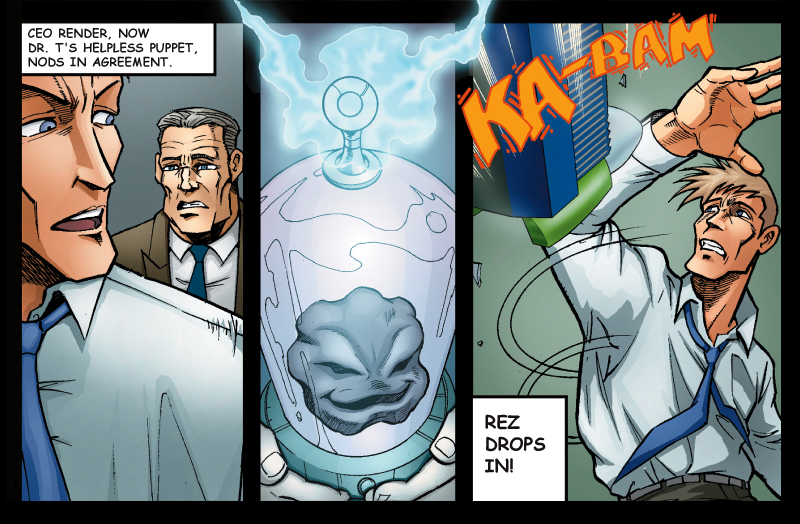 CEO RENDER, NOW
DR. T'S HELPLESS PUPPET,
NODS IN AGREEMENT.
KA-BAM
REZ
DROPS
IN!